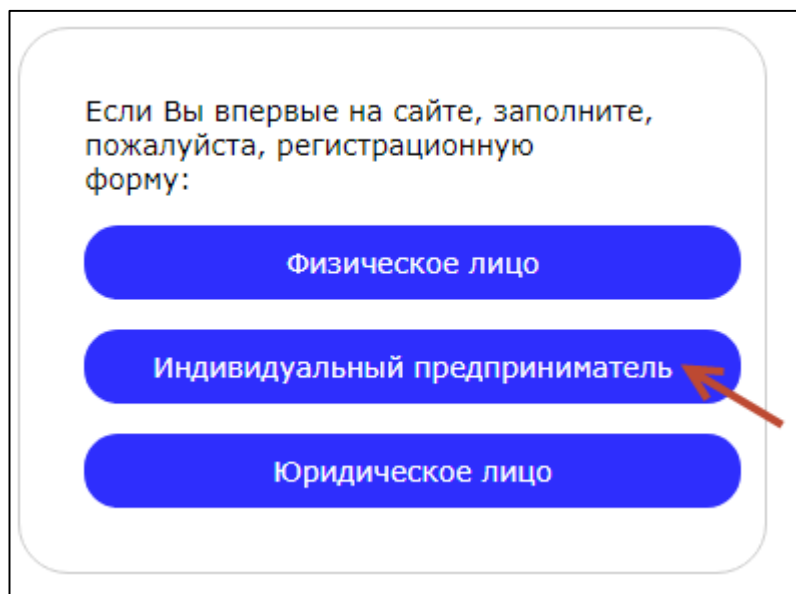 Если Вы впервые на сайте, заполните,
пожалуйста, регистрационную
форму:
Физическое лицо
Индивидуальный предприниматель
Юридическое лицо